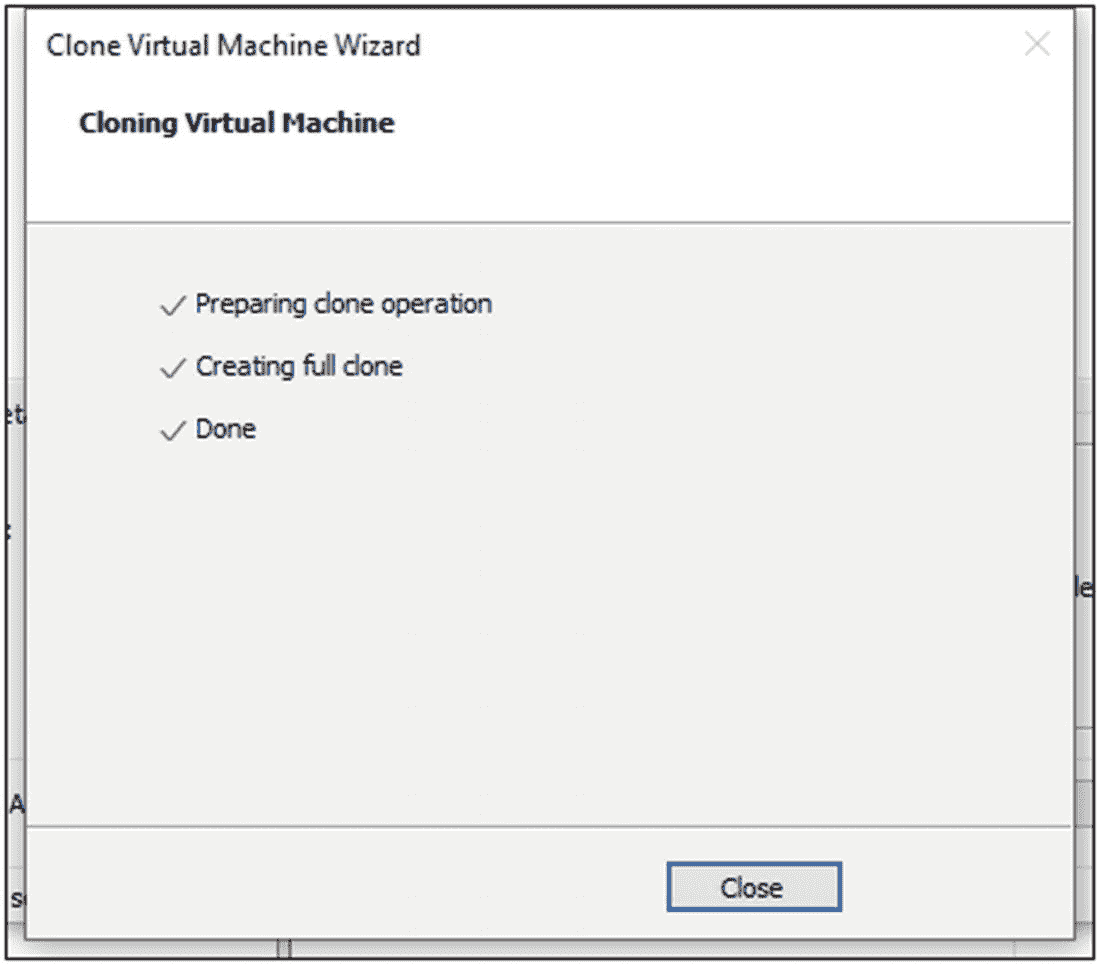 Clone Virtual Machine Wizard
Cloning Virtual Machine
Preparing clone operation
Creating full clone
Done
A
Close